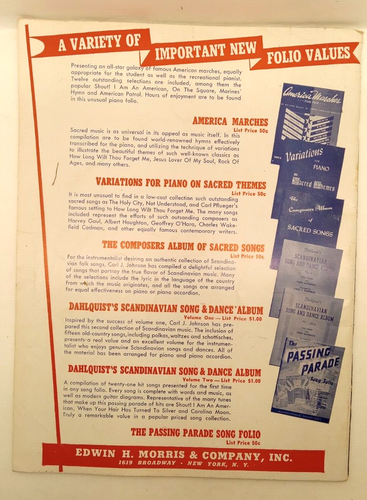 A VARIETY OF
IMPORTANT NEW
FOLIO VALUES
Presenting an all-star galaxy of famous American marches, equally
appropriate for the student as well as the recreational pianist.
Twelve outstanding selections are included, among them the
popular Shout! I Am An American, On The Square, Marines'
Hymn and American Patrol. Hours of enjoyment are to be found
in this unusual piano folio.
AMERICA MARCHES
List Price 50c
Sacred music is as universal in its appeal as music itself. In this
compilation are to be found world-renowned hymns effectively
transcribed for the piano, and utilizing the technique of variations
to illustrate the beautiful themes of such well-known classics as
How Long Wilt Thou Forget Me, Jesus Lover Of My Soul, Rock Of
Ages, and many others.
VARIATIONS FOR PIANO ON SACRED THEMES
List Price 50c
It is most unusual to find in a low-cost collection such outstanding
sacred songs as The Holy City, Not Understood, and Carl Pflueger's
famous setting to How Long Wilt Thou Forget Me. The many songs
included represent the efforts of such outstanding composers as
Harvey Gaul, Albert Houghton, Geoffrey O'Hara, Charles Wake-
field Cadman, and other equally famous contemporary writers.
THE COMPOSERS ALBUM OF SACRED SONGS
List Price 50c
For the instrumentalist desiring an authentic collection of Scandina-
vian folk songs, Carl J. Johnson has compiled a delightful selection
of songs that portray the true flavor of Scandinavian music. Many
of the selections include the lyric in the language of the country
from which the music originates, and all the songs are arranged
for equal effectiveness on piano or piano accordion.
DAHLQUIST'S SCANDINAVIAN SONG & DANCE ALBUM
Volume One — List Price $1.00
Inspired by the success of volume one, Carl J. Johnson has pre-
pared this second collection of Scandinavian music. The inclusion of
fifteen old-country songs, including polkas, waltzes and schottisches,
presents a real value and an excellent volume for the instrumen-
talist who enjoys genuine Scandinavian songs and dances. All of
the material has been arranged for piano and piano accordion.
DAHLQUIST'S SCANDINAVIAN SONG & DANCE ALBUM
Volume Two — List Price $1.00
A compilation of twenty-one hit songs presented for the first time
in any song folio. Every song is complete with words and music, as
well as modern guitar diagrams. Representative of the many tunes
that make up this passing parade of hits are Shout! I Am An Amer-
ican, When Your Hair Has Turned To Silver and Carolina Moon.
Truly a remarkable value in a popular priced song collection.
THE PASSING PARADE SONG FOLIO
List Price 50c
American Marches
Variations
for PIANO
on Sacred Themes
The Composers Album
of
SACRED SONGS
SCANDINAVIAN
SONG AND DANCE
ALBUM
SCANDINAVIAN
SONG AND DANCE
ALBUM
The
PASSING
PARADE
Song Folio
EDWIN H. MORRIS & COMPANY, INC.
1619 BROADWAY - NEW YORK, N. Y.